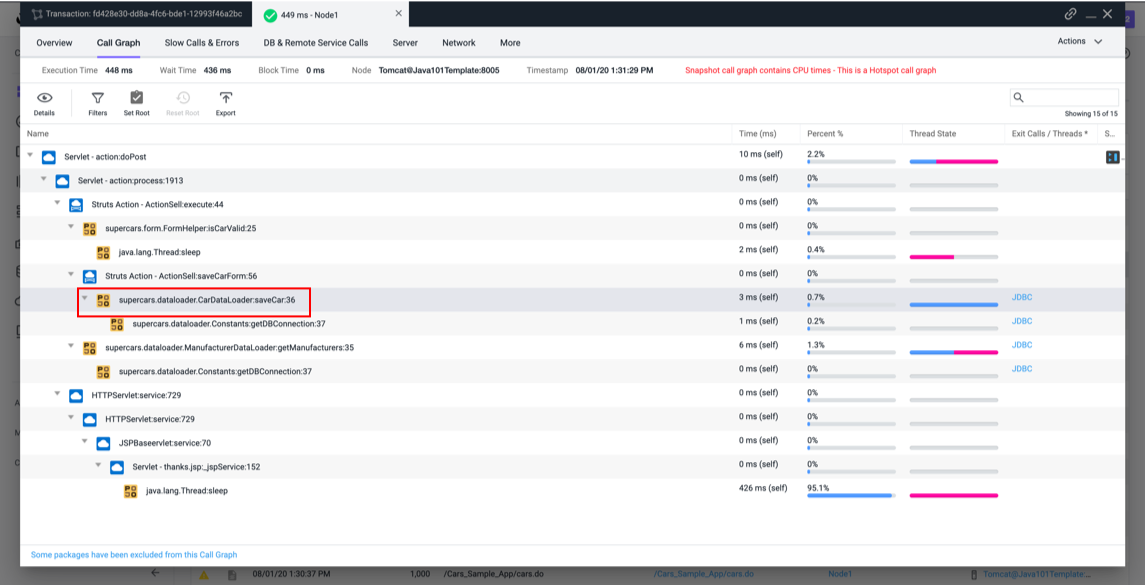 Transaction: fd428e30-dd8a-4fc6-bde1-12993f46a2bc
449 ms - Node1
Overview Call Graph Slow Calls & Errors DB & Remote Service Calls Server Network More Actions
Execution Time 448 ms Wait Time 436 ms Block Time 0 ms Node Tomcat@Java101Template:8005 Timestamp 08/01/20 1:31:29 PM Snapshot call graph contains CPU times - This is a Hotspot call graph
Details Filters Set Root Reset Root Export
Showing 15 of 15
Name Time (ms) Percent % Thread State Exit Calls / Threads * S...
Servlet - action:doPost 10 ms (self) 2.2%
Servlet - action:process:1913 0 ms (self) 0%
Struts Action - ActionSell:execute:44 0 ms (self) 0%
supercars.form.FormHelper:isCarValid:25 0 ms (self) 0%
java.lang.Thread:sleep 2 ms (self) 0.4%
Struts Action - ActionSell:saveCarForm:56 0 ms (self) 0%
supercars.dataloader.CarDataLoader:saveCar:36 3 ms (self) 0.7% JDBC
supercars.dataloader.Constants:getDBConnection:37 1 ms (self) 0.2% JDBC
supercars.dataloader.ManufacturerDataLoader:getManufacturers:35 6 ms (self) 1.3% JDBC
supercars.dataloader.Constants:getDBConnection:37 0 ms (self) 0% JDBC
HTTPServlet:service:729 0 ms (self) 0%
HTTPServlet:service:729 0 ms (self) 0%
JSPBaseervlet:service:70 0 ms (self) 0%
Servlet - thanks.jsp:_jspService:152 0 ms (self) 0%
java.lang.Thread:sleep 426 ms (self) 95.1%
Some packages have been excluded from this Call Graph
08/01/20 1:30:37 PM 1,000 /Cars_Sample_App/cars.do /Cars_Sample_App/cars.do Node1 Tomcat@Java101Template:...